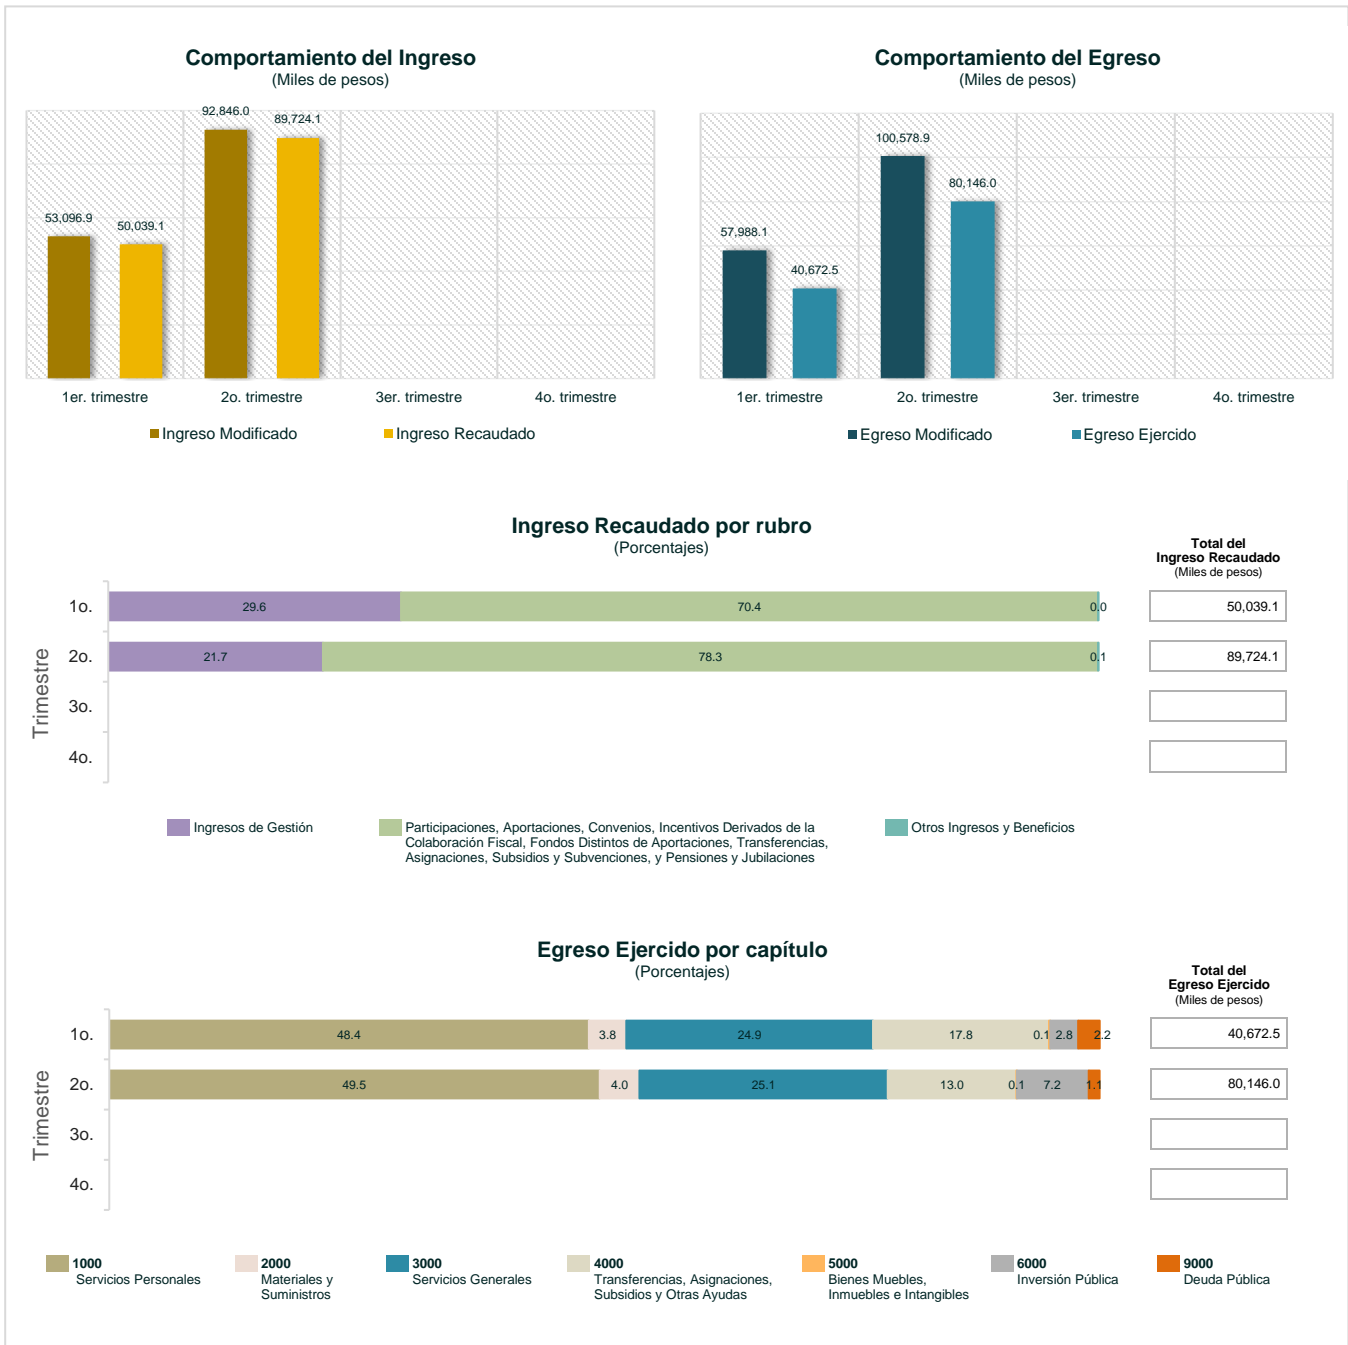 Comportamiento del Ingreso
(Miles de pesos)
92,846.0
89,724.1
53,096.9
50,039.1
1er. trimestre
2o. trimestre
3er. trimestre
4o. trimestre
Ingreso Modificado
Ingreso Recaudado
Comportamiento del Egreso
(Miles de pesos)
100,578.9
80,146.0
57,988.1
40,672.5
1er. trimestre
2o. trimestre
3er. trimestre
4o. trimestre
Egreso Modificado
Egreso Ejercido
Ingreso Recaudado por rubro
(Porcentajes)
Total del
Ingreso Recaudado
(Miles de pesos)
Trimestre
1o.
29.6
70.4
0.0
50,039.1
2o.
21.7
78.3
0.1
89,724.1
3o.
4o.
Ingresos de Gestión
Participaciones, Aportaciones, Convenios, Incentivos Derivados de la
Colaboración Fiscal, Fondos Distintos de Aportaciones, Transferencias,
Asignaciones, Subsidios y Subvenciones, y Pensiones y Jubilaciones
Otros Ingresos y Beneficios
Egreso Ejercido por capítulo
(Porcentajes)
Total del
Egreso Ejercido
(Miles de pesos)
Trimestre
1o.
48.4
3.8
24.9
17.8
0.1
2.8
2.2
40,672.5
2o.
49.5
4.0
25.1
13.0
0.1
7.2
1.1
80,146.0
3o.
4o.
1000
Servicios Personales
2000
Materiales y
Suministros
3000
Servicios Generales
4000
Transferencias, Asignaciones,
Subsidios y Otras Ayudas
5000
Bienes Muebles,
Inmuebles e Intangibles
6000
Inversión Pública
9000
Deuda Pública